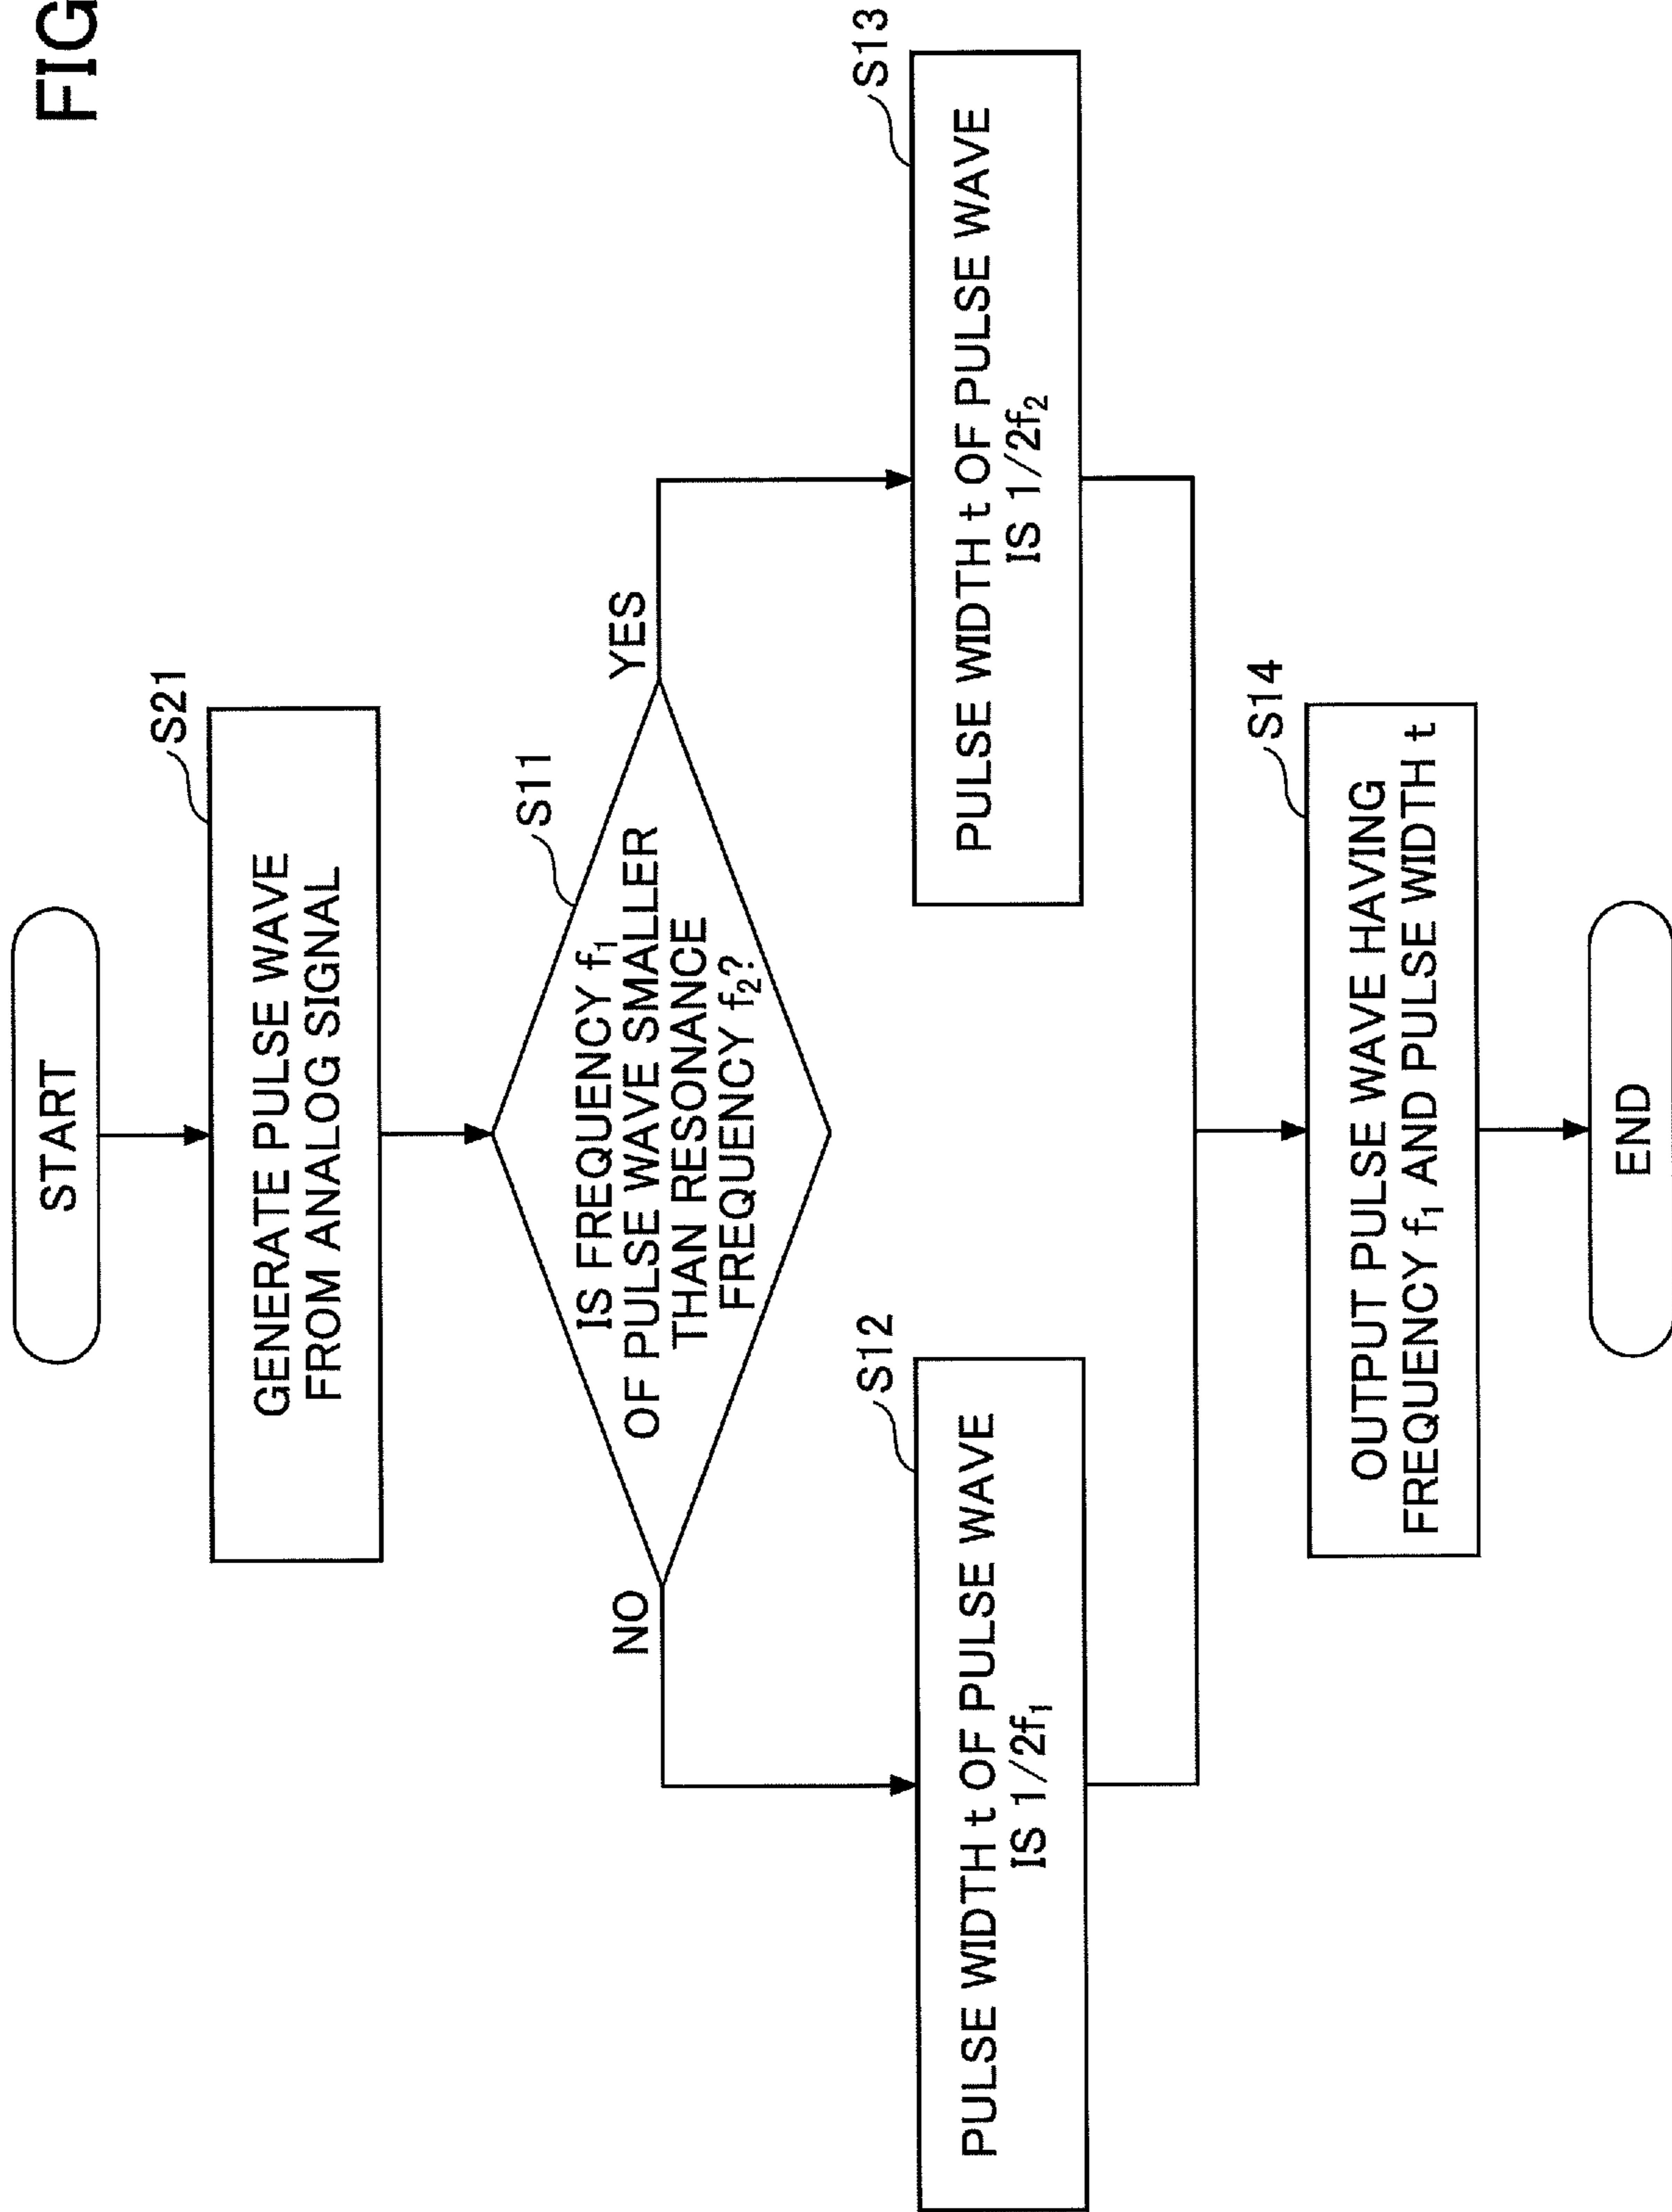 FIG
START
S21
GENERATE PULSE WAVE
FROM ANALOG SIGNAL
S11
IS FREQUENCY f₁
OF PULSE WAVE SMALLER
THAN RESONANCE
FREQUENCY f₂?
NO
YES
S12
PULSE WIDTH t OF PULSE WAVE
IS 1/2f₁
S13
PULSE WIDTH t OF PULSE WAVE
IS 1/2f₂
S14
OUTPUT PULSE WAVE HAVING
FREQUENCY f₁ AND PULSE WIDTH t
END